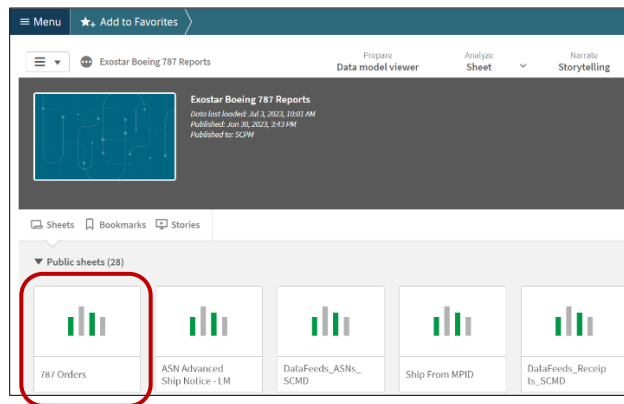 Menu
Add to Favorites
Exostar Boeing 787 Reports
Prepare
Data model viewer
Analyze
Sheet
Narrate
Storytelling
Exostar Boeing 787 Reports
Data last loaded: Jul 3, 2023, 10:01 AM
Published: Jun 30, 2023, 3:43 PM
Published to: SCPM
Sheets
Bookmarks
Stories
Public sheets (28)
787 Orders
ASN Advanced
Ship Notice - LM
DataFeeds_ASNs_
SCMD
Ship From MPID
DataFeeds_Receip
ts_SCMD